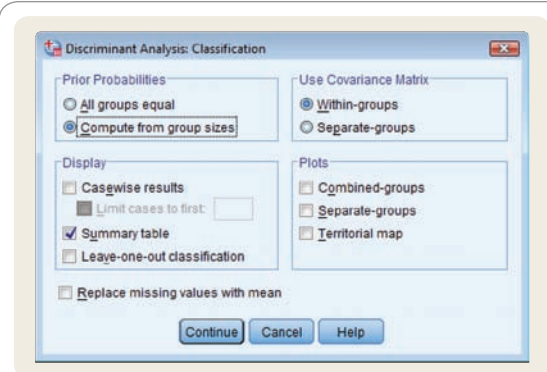 Discriminant Analysis: Classification
Prior Probabilities
All groups equal
Compute from group sizes
Use Covariance Matrix
Within-groups
Separate-groups
Display
Casewise results
Limit cases to first:
Summary table
Leave-one-out classification
Plots
Combined-groups
Separate-groups
Territorial map
Replace missing values with mean
Continue
Cancel
Help